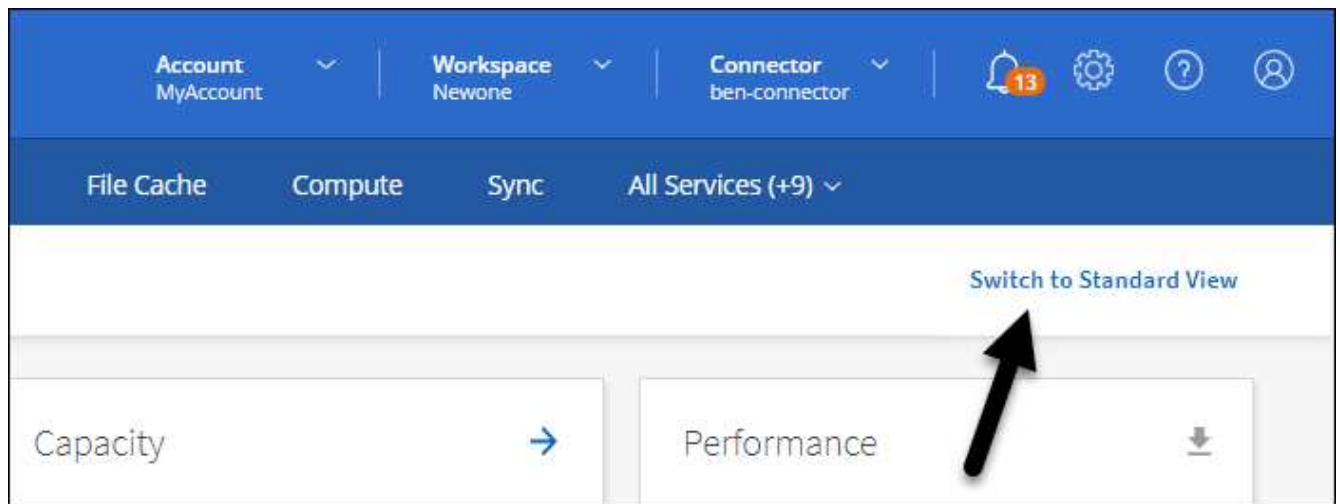 Account Workspace Connector
MyAccount Newone ben-connector 13 ?
File Cache Compute Sync All Services (+9)
Switch to Standard View
Capacity Performance